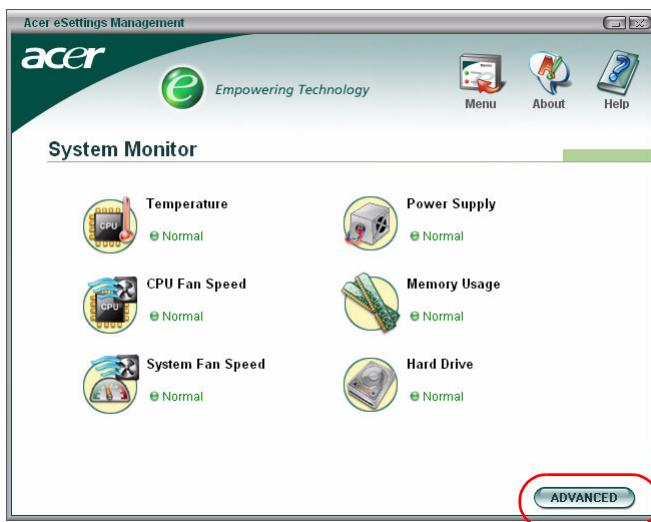 Acer eSettings Management
acer
e Empowering Technology
Menu About Help
System Monitor
Temperature
Normal
Power Supply
Normal
CPU
CPU Fan Speed
Normal
Memory Usage
Normal
CPU
System Fan Speed
Normal
Hard Drive
Normal
ADVANCED